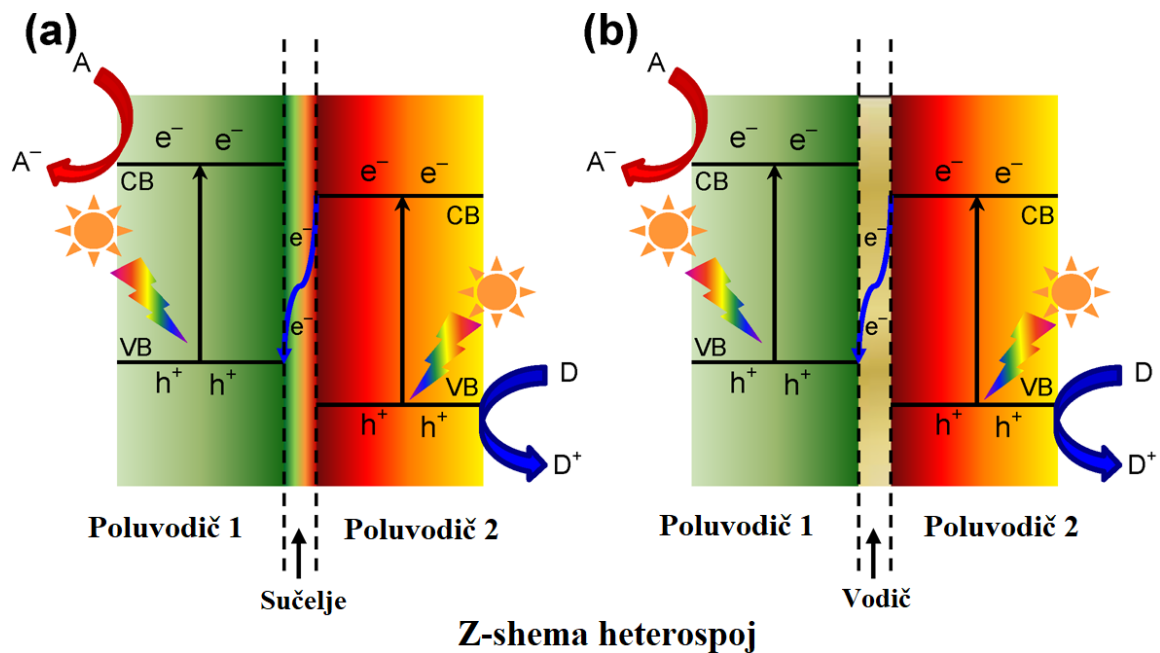 (a)
A
A⁻
e⁻ e⁻
CB
e⁻ e⁻
CB
e⁻
e⁻
VB
h⁺ h⁺
VB
h⁺ h⁺
D
D⁺
Poluvodič 1
Poluvodič 2
Sučelje
(b)
A
A⁻
e⁻ e⁻
CB
e⁻ e⁻
CB
e⁻
e⁻
VB
h⁺ h⁺
VB
h⁺ h⁺
D
D⁺
Poluvodič 1
Poluvodič 2
Vodič
Z-shema heterospoj